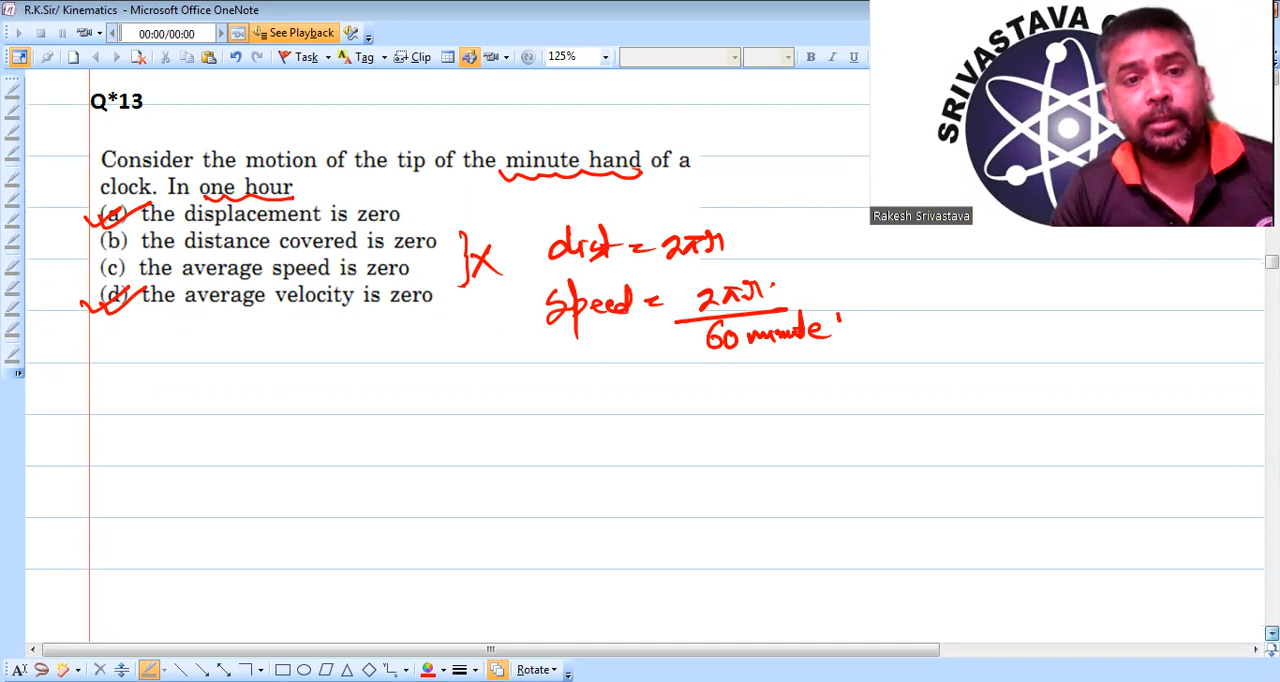 R.K.Sir/ Kinematics - Microsoft Office OneNote
00:00/00:00 See Playback
Task Tag Clip 125% B I U
SRIVASTAVA C
Rakesh Srivastava
Q*13
Consider the motion of the tip of the minute hand of a
clock. In one hour
(a) the displacement is zero
(b) the distance covered is zero
(c) the average speed is zero
(d) the average velocity is zero
} X
dist = 2πr
speed = 2πr
60 minute
Rotate